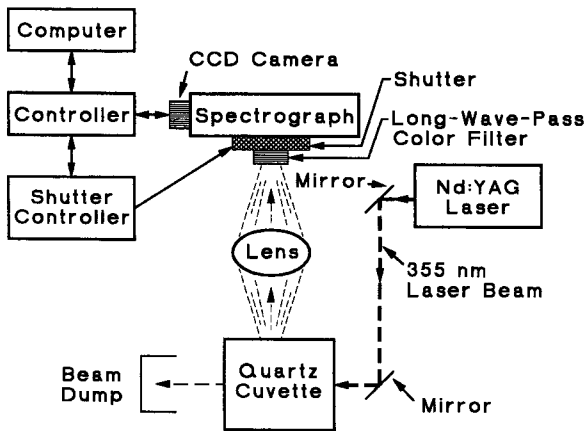 Computer
CCD Camera
Shutter
Controller
Spectrograph
Long-Wave-Pass
Color Filter
Mirror
Nd:YAG
Laser
Shutter
Controller
Lens
355 nm
Laser Beam
Beam
Dump
Quartz
Cuvette
Mirror